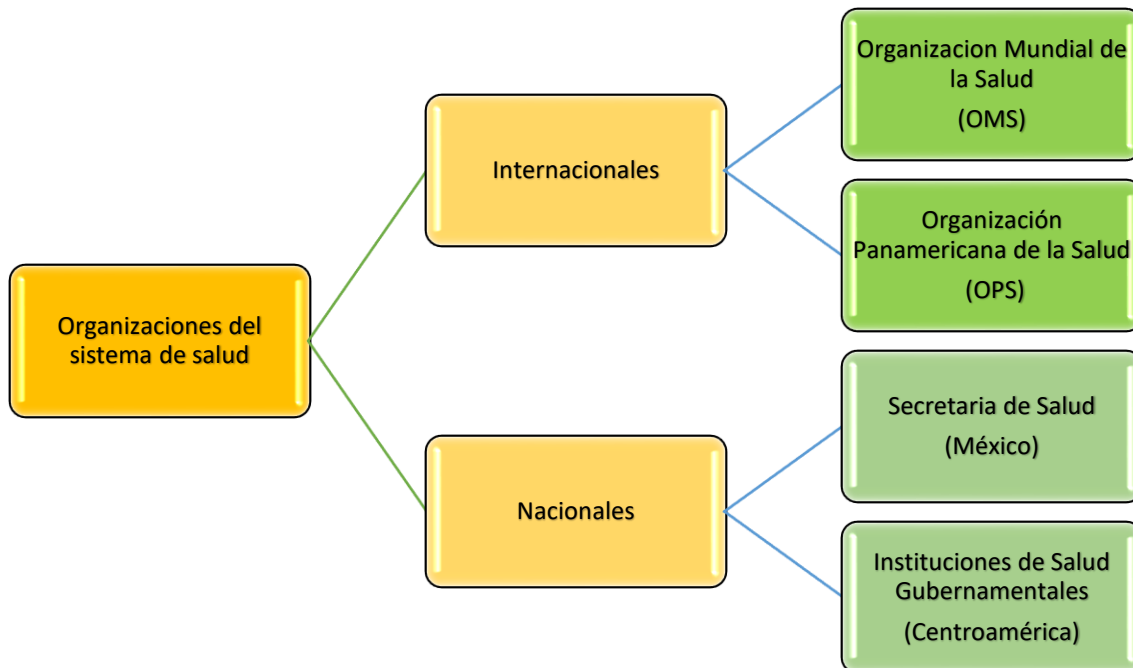 Organizaciones del
sistema de salud
Internacionales
Organizacion Mundial de
la Salud
(OMS)
Organización
Panamericana de la Salud
(OPS)
Nacionales
Secretaria de Salud
(México)
Instituciones de Salud
Gubernamentales
(Centroamérica)